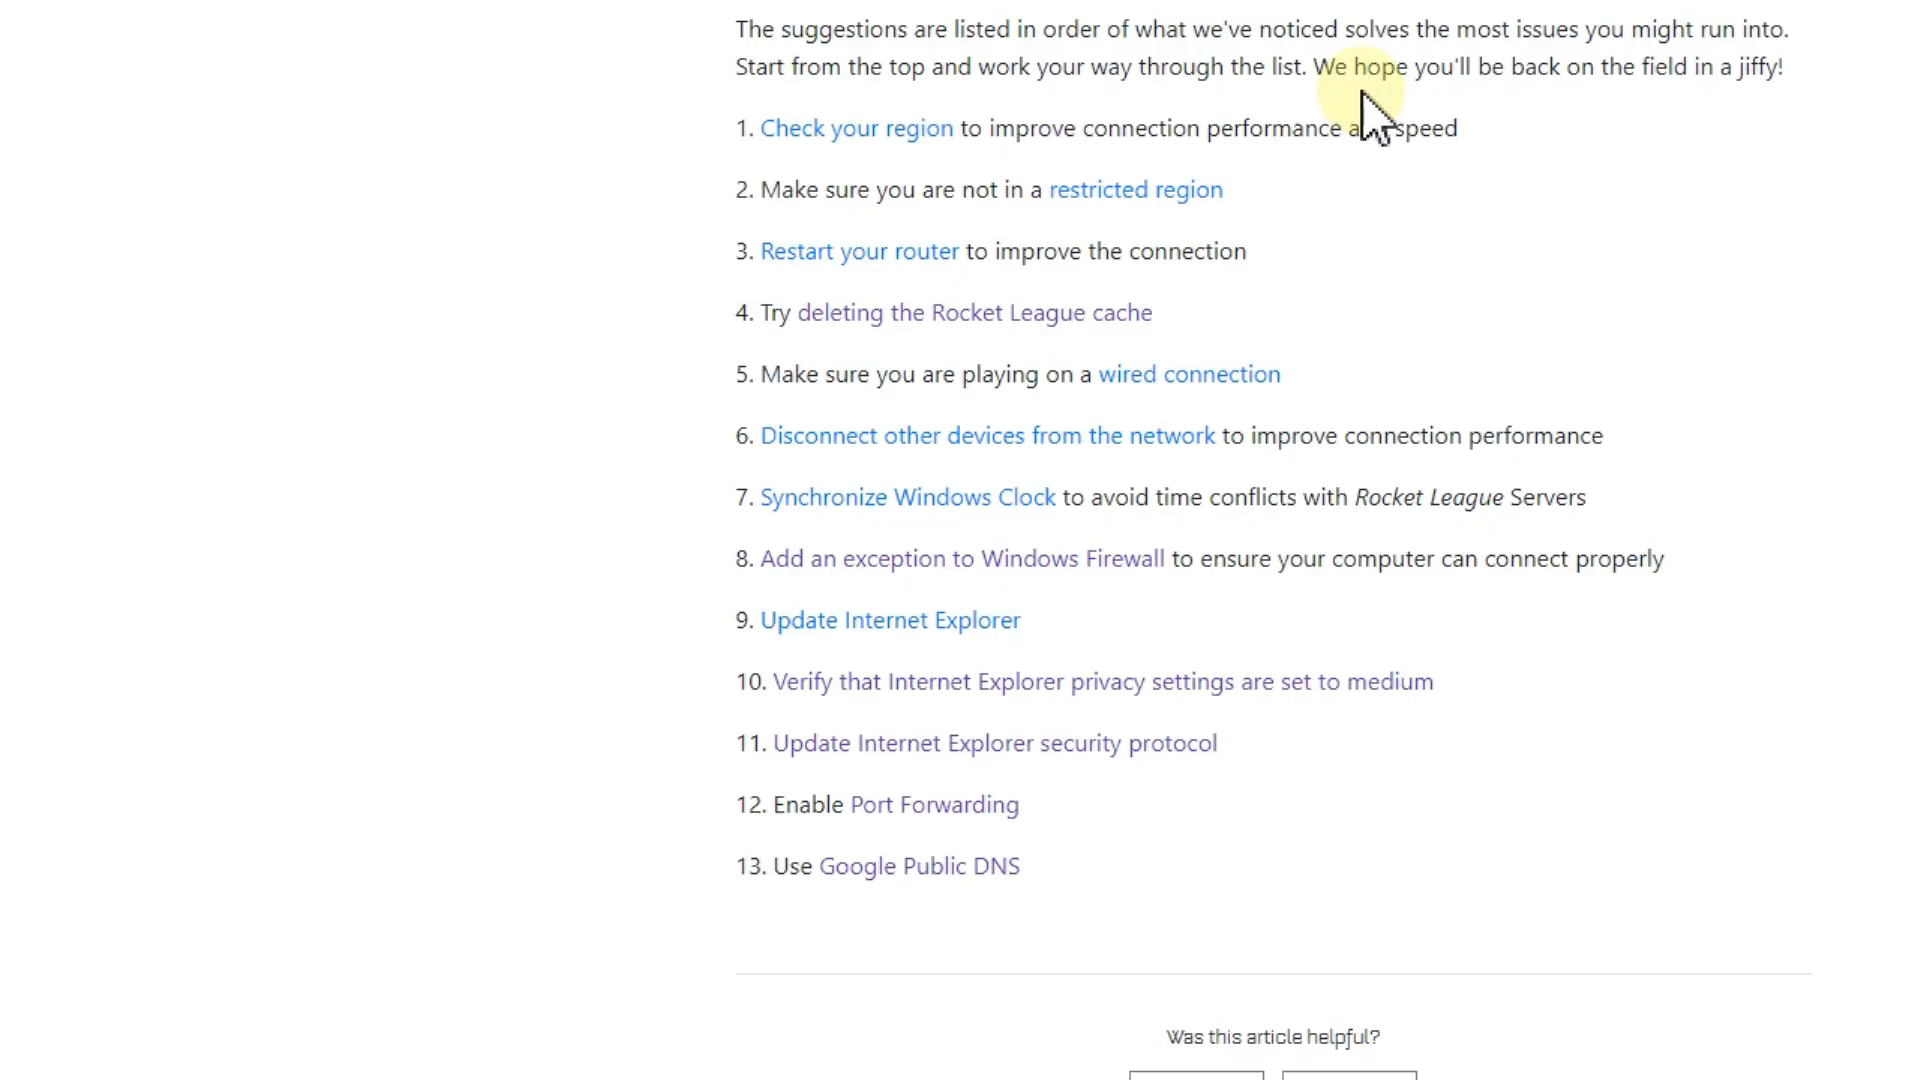 The suggestions are listed in order of what we've noticed solves the most issues you might run into.
Start from the top and work your way through the list. We hope you'll be back on the field in a jiffy!
1. Check your region to improve connection performance speed
2. Make sure you are not in a restricted region
3. Restart your router to improve the connection
4. Try deleting the Rocket League cache
5. Make sure you are playing on a wired connection
6. Disconnect other devices from the network to improve connection performance
7. Synchronize Windows Clock to avoid time conflicts with Rocket League Servers
8. Add an exception to Windows Firewall to ensure your computer can connect properly
9. Update Internet Explorer
10. Verify that Internet Explorer privacy settings are set to medium
11. Update Internet Explorer security protocol
12. Enable Port Forwarding
13. Use Google Public DNS
Was this article helpful?